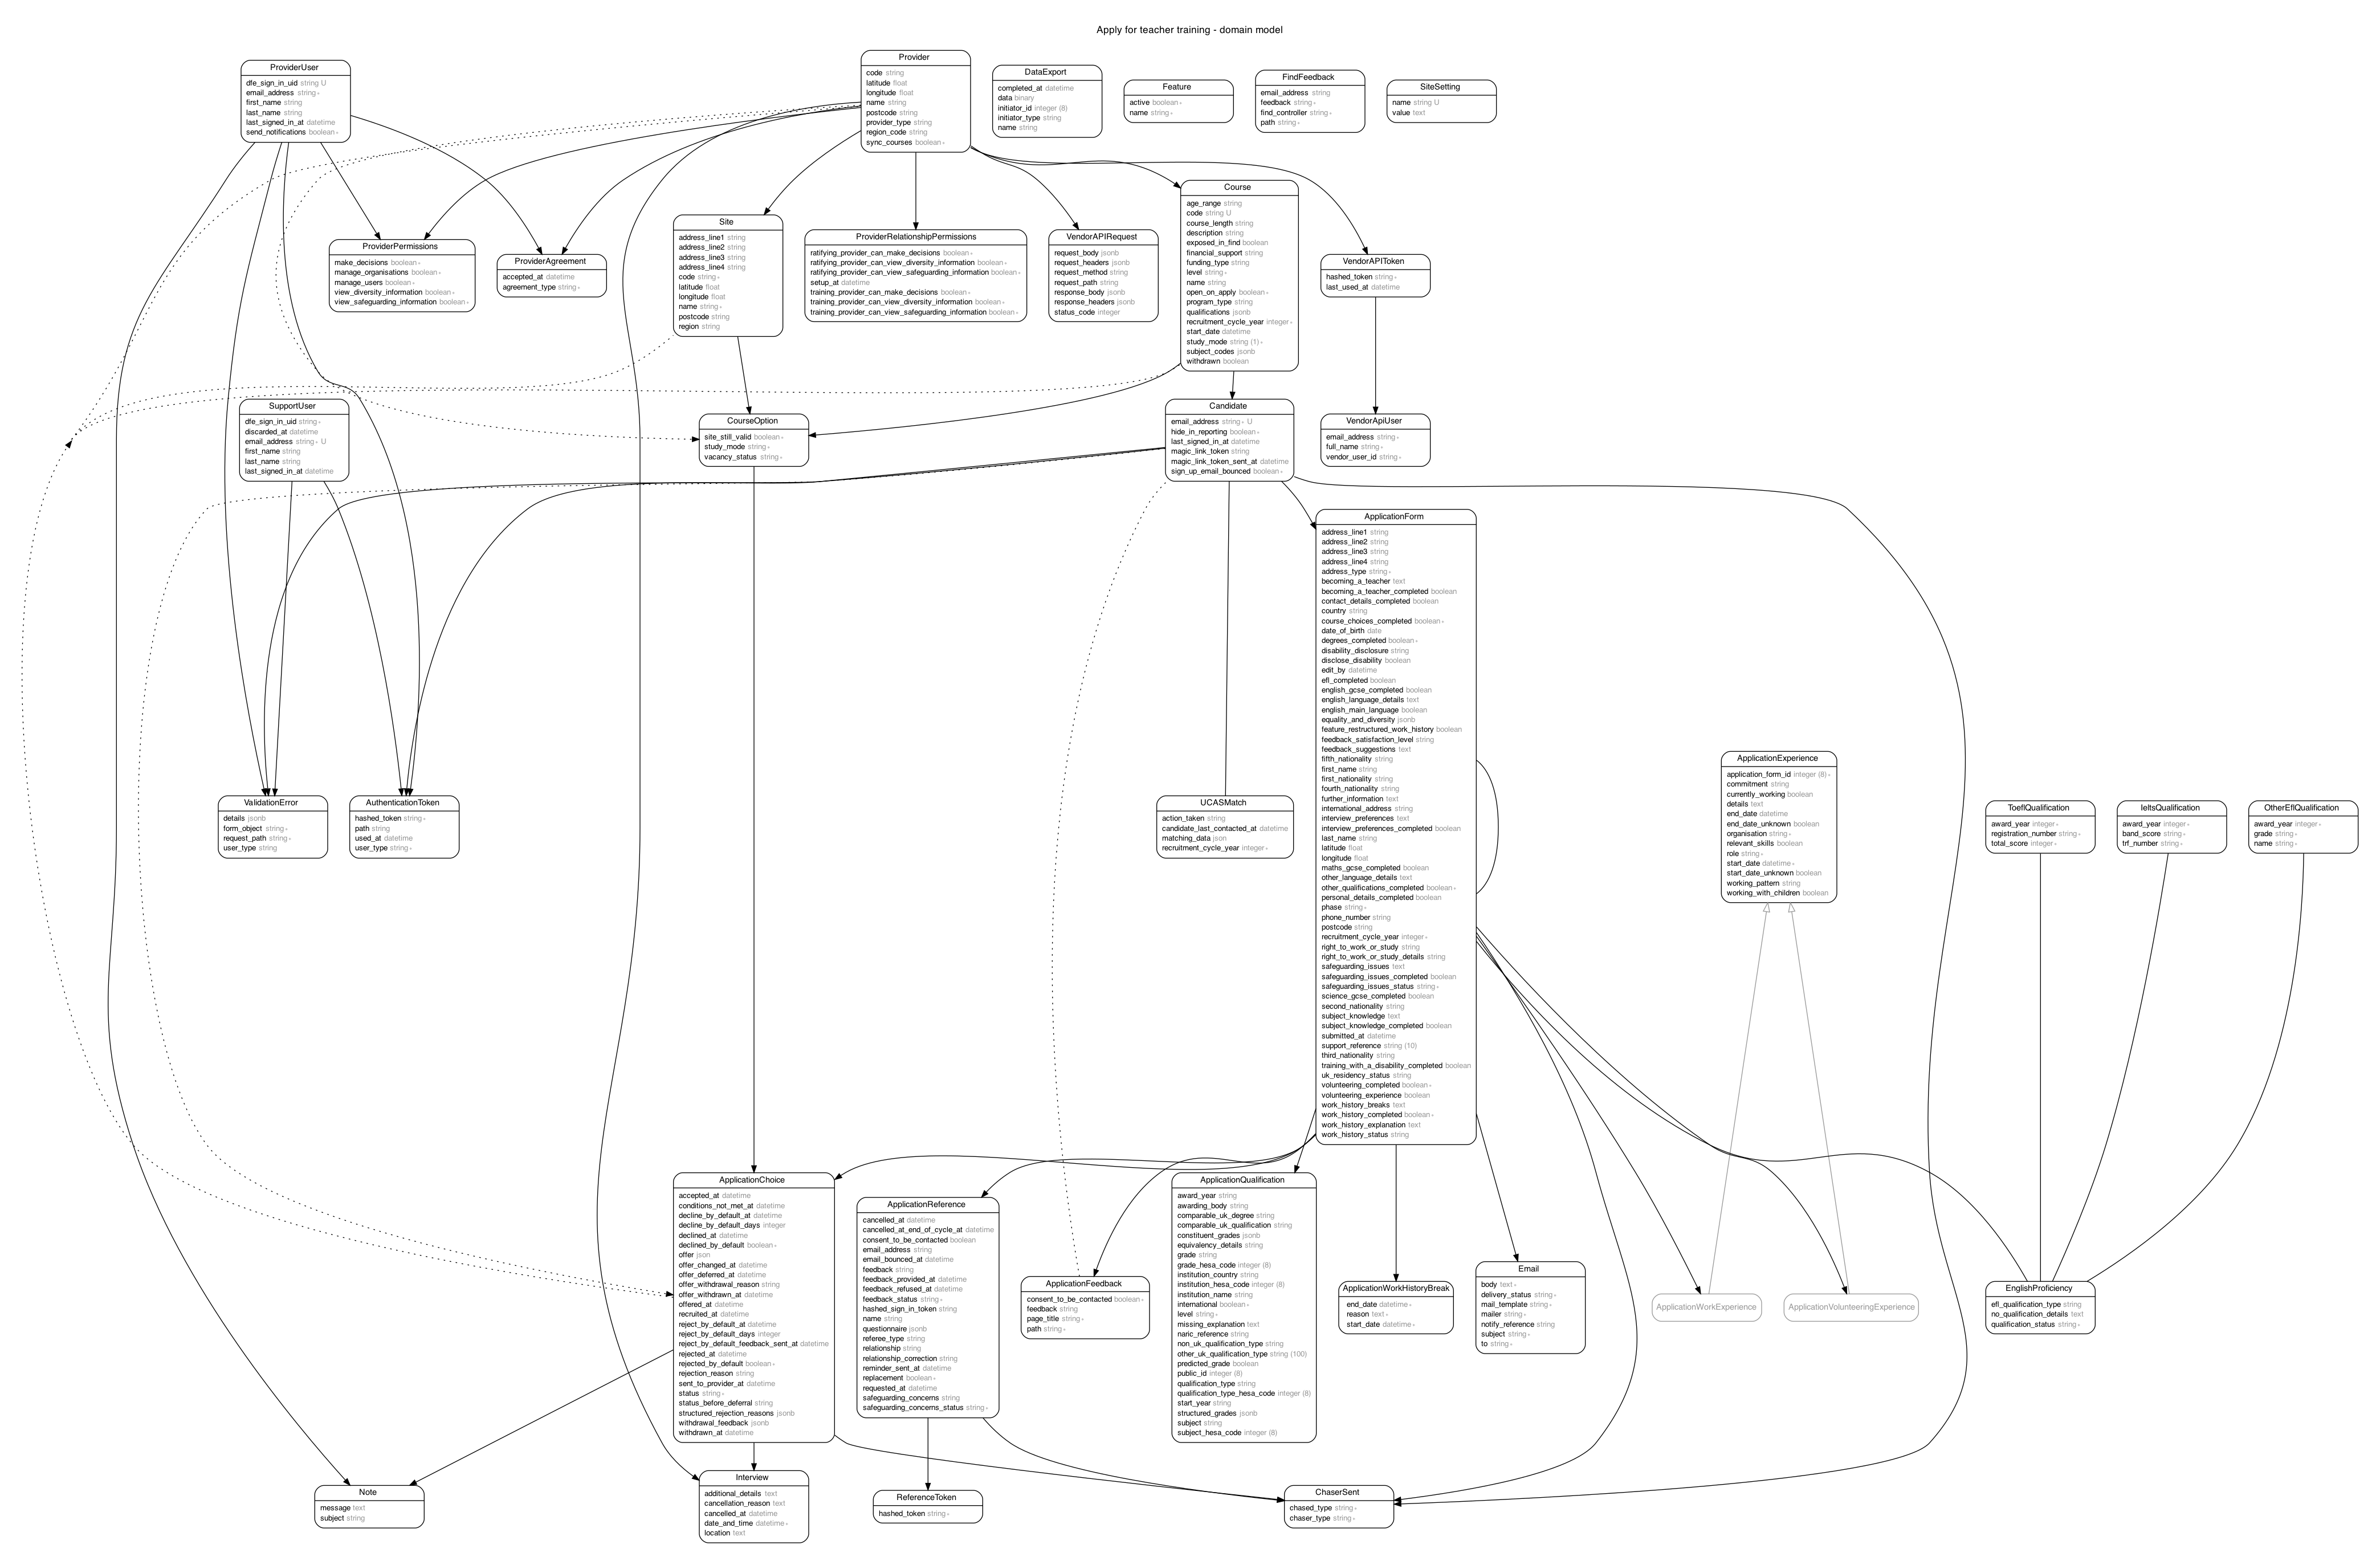 Apply for teacher training - domain model
ProviderUser
dfe_sign_in_uid string U
email_address string ∗
first_name string
last_name string
last_signed_in_at datetime
send_notifications boolean ∗
Provider
code string
latitude float
longitude float
name string
postcode string
provider_type string
region_code string
sync_courses boolean ∗
DataExport
completed_at datetime
data binary
initiator_id integer (8)
initiator_type string
name string
Feature
active boolean ∗
name string ∗
FindFeedback
email_address string
feedback string ∗
find_controller string ∗
path string ∗
SiteSetting
name string U
value text
ProviderPermissions
make_decisions boolean ∗
manage_organisations boolean ∗
manage_users boolean ∗
view_diversity_information boolean ∗
view_safeguarding_information boolean ∗
ProviderAgreement
accepted_at datetime
agreement_type string ∗
Site
address_line1 string
address_line2 string
address_line3 string
address_line4 string
code string ∗
latitude float
longitude float
name string ∗
postcode string
region string
ProviderRelationshipPermissions
ratifying_provider_can_make_decisions boolean ∗
ratifying_provider_can_view_diversity_information boolean ∗
ratifying_provider_can_view_safeguarding_information boolean ∗
setup_at datetime
training_provider_can_make_decisions boolean ∗
training_provider_can_view_diversity_information boolean ∗
training_provider_can_view_safeguarding_information boolean ∗
VendorAPIRequest
request_body jsonb
request_headers jsonb
request_method string
request_path string
response_body jsonb
response_headers jsonb
status_code integer
Course
age_range string
code string U
course_length string
description string
exposed_in_find boolean
financial_support string
funding_type string
level string ∗
name string
open_on_apply boolean ∗
program_type string
qualifications jsonb
recruitment_cycle_year integer ∗
start_date datetime
study_mode string (1) ∗
subject_codes jsonb
withdrawn boolean
VendorAPIToken
hashed_token string ∗
last_used_at datetime
SupportUser
dfe_sign_in_uid string ∗
discarded_at datetime
email_address string ∗ U
first_name string
last_name string
last_signed_in_at datetime
CourseOption
site_still_valid boolean ∗
study_mode string ∗
vacancy_status string ∗
Candidate
email_address string ∗ U
hide_in_reporting boolean ∗
last_signed_in_at datetime
magic_link_token string
magic_link_token_sent_at datetime
sign_up_email_bounced boolean ∗
VendorApiUser
email_address string ∗
full_name string ∗
vendor_user_id string ∗
ApplicationForm
address_line1 string
address_line2 string
address_line3 string
address_line4 string
address_type string ∗
becoming_a_teacher text
becoming_a_teacher_completed boolean
contact_details_completed boolean
country string
course_choices_completed boolean ∗
date_of_birth date
degrees_completed boolean ∗
disability_disclosure string
disclose_disability boolean
edit_by datetime
efl_completed boolean
english_gcse_completed boolean
english_language_details text
english_main_language boolean
equality_and_diversity jsonb
feature_restructured_work_history boolean
feedback_satisfaction_level string
feedback_suggestions text
fifth_nationality string
first_name string
first_nationality string
fourth_nationality string
further_information text
international_address string
interview_preferences text
interview_preferences_completed boolean
last_name string
latitude float
longitude float
maths_gcse_completed boolean
other_language_details text
other_qualifications_completed boolean ∗
personal_details_completed boolean
phase string ∗
phone_number string
postcode string
recruitment_cycle_year integer ∗
right_to_work_or_study string
right_to_work_or_study_details string
safeguarding_issues text
safeguarding_issues_completed boolean
safeguarding_issues_status string ∗
science_gcse_completed boolean
second_nationality string
subject_knowledge text
subject_knowledge_completed boolean
submitted_at datetime
support_reference string (10)
third_nationality string
training_with_a_disability_completed boolean
uk_residency_status string
volunteering_completed boolean ∗
volunteering_experience boolean
work_history_breaks text
work_history_completed boolean ∗
work_history_explanation text
work_history_status string
ValidationError
details jsonb
form_object string ∗
request_path string ∗
user_type string
AuthenticationToken
hashed_token string ∗
path string
used_at datetime
user_type string ∗
UCASMatch
action_taken string
candidate_last_contacted_at datetime
matching_data json
recruitment_cycle_year integer ∗
ApplicationExperience
application_form_id integer (8) ∗
commitment string
currently_working boolean
details text
end_date datetime
end_date_unknown boolean
organisation string ∗
relevant_skills boolean
role string ∗
start_date datetime ∗
start_date_unknown boolean
working_pattern string
working_with_children boolean
ToeflQualification
award_year integer ∗
registration_number string ∗
total_score integer ∗
IeltsQualification
award_year integer ∗
band_score string ∗
trf_number string ∗
OtherEflQualification
award_year integer ∗
grade string ∗
name string ∗
ApplicationChoice
accepted_at datetime
conditions_not_met_at datetime
decline_by_default_at datetime
decline_by_default_days integer
declined_at datetime
declined_by_default boolean ∗
offer json
offer_changed_at datetime
offer_deferred_at datetime
offer_withdrawal_reason string
offer_withdrawn_at datetime
offered_at datetime
recruited_at datetime
reject_by_default_at datetime
reject_by_default_days integer
reject_by_default_feedback_sent_at datetime
rejected_at datetime
rejected_by_default boolean ∗
rejection_reason string
sent_to_provider_at datetime
status string ∗
status_before_deferral string
structured_rejection_reasons jsonb
withdrawal_feedback jsonb
withdrawn_at datetime
ApplicationReference
cancelled_at datetime
cancelled_at_end_of_cycle_at datetime
consent_to_be_contacted boolean
email_address string
email_bounced_at datetime
feedback string
feedback_provided_at datetime
feedback_refused_at datetime
feedback_status string ∗
hashed_sign_in_token string
name string
questionnaire jsonb
referee_type string
relationship string
relationship_correction string
reminder_sent_at datetime
replacement boolean ∗
requested_at datetime
safeguarding_concerns string
safeguarding_concerns_status string ∗
ApplicationFeedback
consent_to_be_contacted boolean ∗
feedback string
page_title string ∗
path string ∗
ApplicationQualification
award_year string
awarding_body string
comparable_uk_degree string
comparable_uk_qualification string
constituent_grades jsonb
equivalency_details string
grade string
grade_hesa_code integer (8)
institution_country string
institution_hesa_code integer (8)
institution_name string
international boolean ∗
level string ∗
missing_explanation text
naric_reference string
non_uk_qualification_type string
other_uk_qualification_type string (100)
predicted_grade boolean
public_id integer (8)
qualification_type string
qualification_type_hesa_code integer (8)
start_year string
structured_grades jsonb
subject string
subject_hesa_code integer (8)
ApplicationWorkHistoryBreak
end_date datetime ∗
reason text ∗
start_date datetime ∗
Email
body text ∗
delivery_status string ∗
mail_template string ∗
mailer string ∗
notify_reference string
subject string ∗
to string ∗
ApplicationWorkExperience
ApplicationVolunteeringExperience
EnglishProficiency
efl_qualification_type string
no_qualification_details text
qualification_status string ∗
Note
message text
subject string
Interview
additional_details text
cancellation_reason text
cancelled_at datetime
date_and_time datetime ∗
location text
ReferenceToken
hashed_token string ∗
ChaserSent
chased_type string ∗
chaser_type string ∗